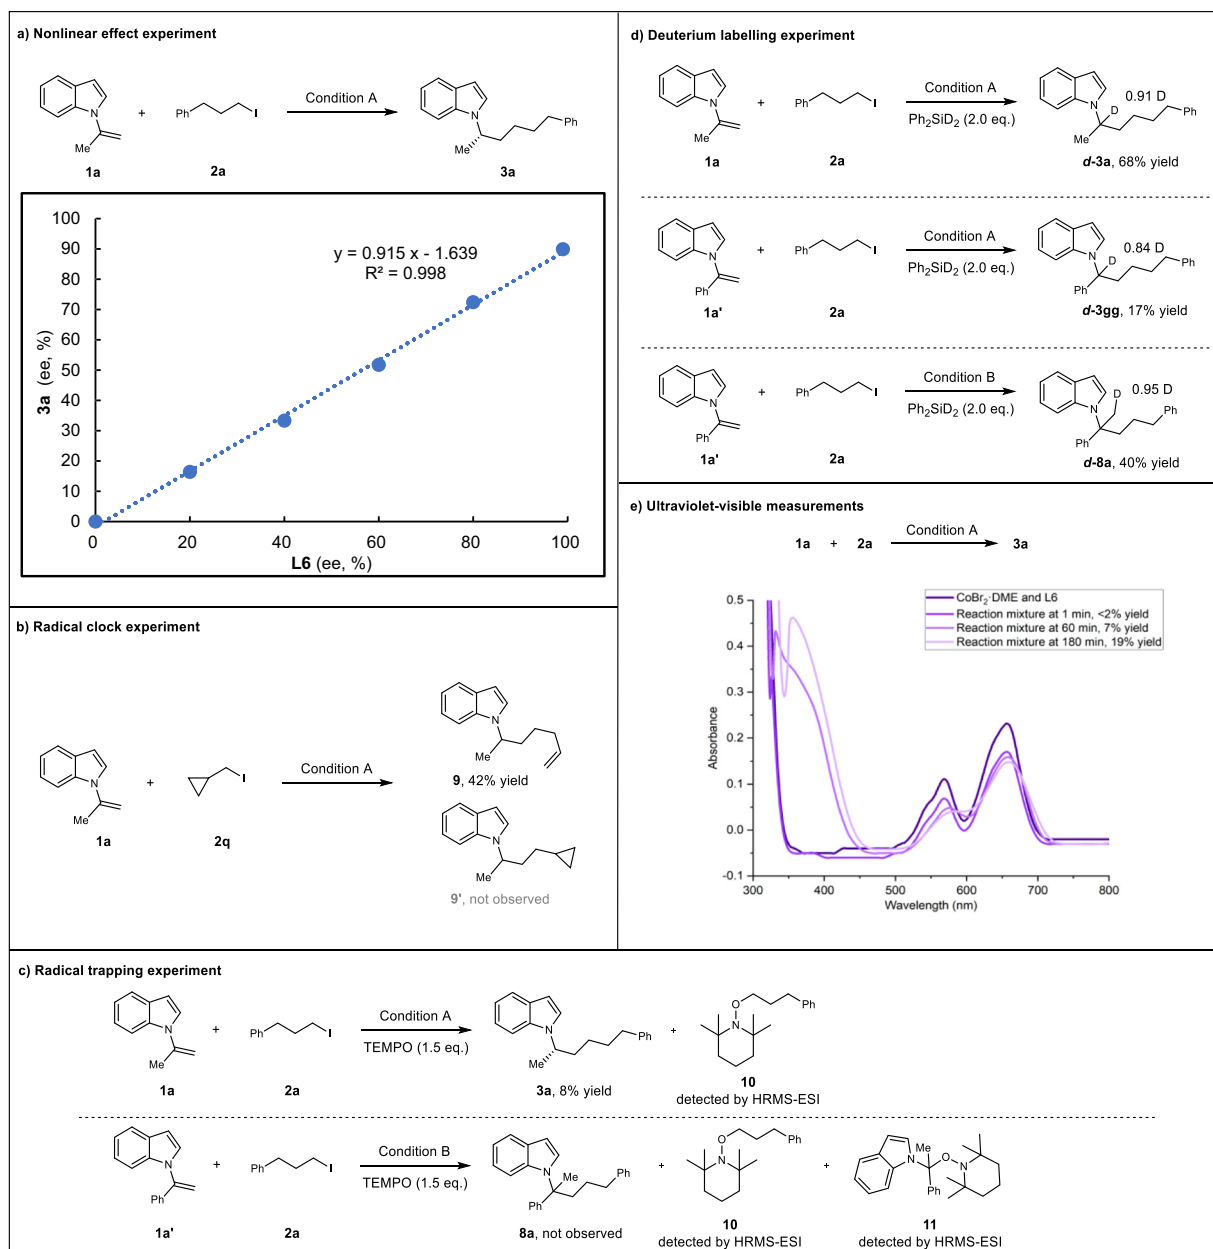 a) Nonlinear effect experiment
N
Me
1a
+
Ph
I
2a
Condition A
N
Me
Ph
3a
y = 0.915 x - 1.639
R² = 0.998
3a (ee, %)
100
90
80
70
60
50
40
30
20
10
0
0 20 40 60 80 100
L6 (ee, %)
b) Radical clock experiment
N
Me
1a
+
I
2q
Condition A
N
Me
9, 42% yield
N
Me
9', not observed
c) Radical trapping experiment
N
Me
1a
+
Ph
I
2a
Condition A
TEMPO (1.5 eq.)
N
Me
Ph
3a, 8% yield
+
O
N
Ph
10
detected by HRMS-ESI
N
Ph
1a'
+
Ph
I
2a
Condition B
TEMPO (1.5 eq.)
N
Me
Ph
Ph
8a, not observed
+
O
N
Ph
10
detected by HRMS-ESI
+
N
Me
O
N
Ph
11
detected by HRMS-ESI
d) Deuterium labelling experiment
N
Me
1a
+
Ph
I
2a
Condition A
Ph₂SiD₂ (2.0 eq.)
N
D
0.91 D
Me
Ph
d-3a, 68% yield
N
Ph
1a'
+
Ph
I
2a
Condition A
Ph₂SiD₂ (2.0 eq.)
N
D
0.84 D
Ph
Ph
d-3gg, 17% yield
N
Ph
1a'
+
Ph
I
2a
Condition B
Ph₂SiD₂ (2.0 eq.)
N
D
0.95 D
Ph
Ph
d-8a, 40% yield
e) Ultraviolet-visible measurements
1a + 2a
Condition A
3a
CoBr₂·DME and L6
Reaction mixture at 1 min, <2% yield
Reaction mixture at 60 min, 7% yield
Reaction mixture at 180 min, 19% yield
Absorbance
0.5
0.4
0.3
0.2
0.1
0.0
-0.1
300 400 500 600 700 800
Wavelength (nm)